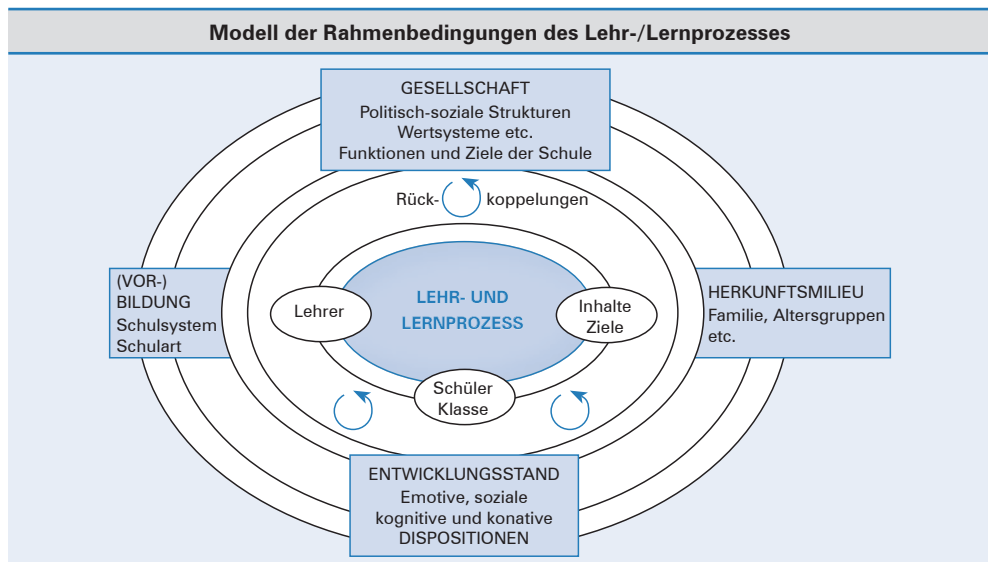 Modell der Rahmenbedingungen des Lehr-/Lernprozesses
GESELLSCHAFT
Politisch-soziale Strukturen
Wertsysteme etc.
Funktionen und Ziele der Schule
Rück- koppelungen
(VOR-)
BILDUNG
Schulsystem
Schulart
Lehrer
LEHR- UND
LERNPROZESS
Inhalte
Ziele
HERKUNFTSMILIEU
Familie, Altersgruppen
etc.
Schüler
Klasse
ENTWICKLUNGSSTAND
Emotive, soziale
kognitive und konative
DISPOSITIONEN